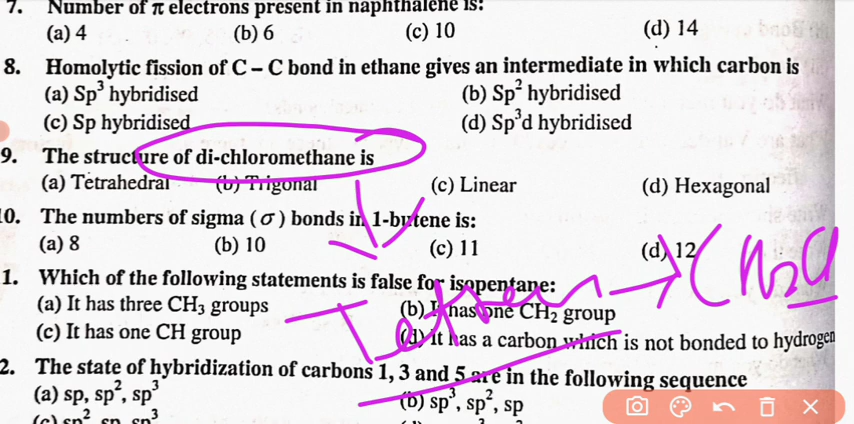 7. Number of π electrons present in naphthalene is:
(a) 4 (b) 6 (c) 10 (d) 14
8. Homolytic fission of C – C bond in ethane gives an intermediate in which carbon is
(a) Sp³ hybridised (b) Sp² hybridised
(c) Sp hybridised (d) Sp³d hybridised
9. The structure of di-chloromethane is
(a) Tetrahedral (b) Trigonal (c) Linear (d) Hexagonal
10. The numbers of sigma (σ) bonds in 1-butene is:
(a) 8 (b) 10 (c) 11 (d) 12
1. Which of the following statements is false for isopentane:
(a) It has three CH₃ groups (b) It has one CH₂ group
(c) It has one CH group (d) It has a carbon which is not bonded to hydrogen
2. The state of hybridization of carbons 1, 3 and 5 are in the following sequence
(a) sp, sp², sp³ (b) sp³, sp², sp
(c) sp², sp, sp³